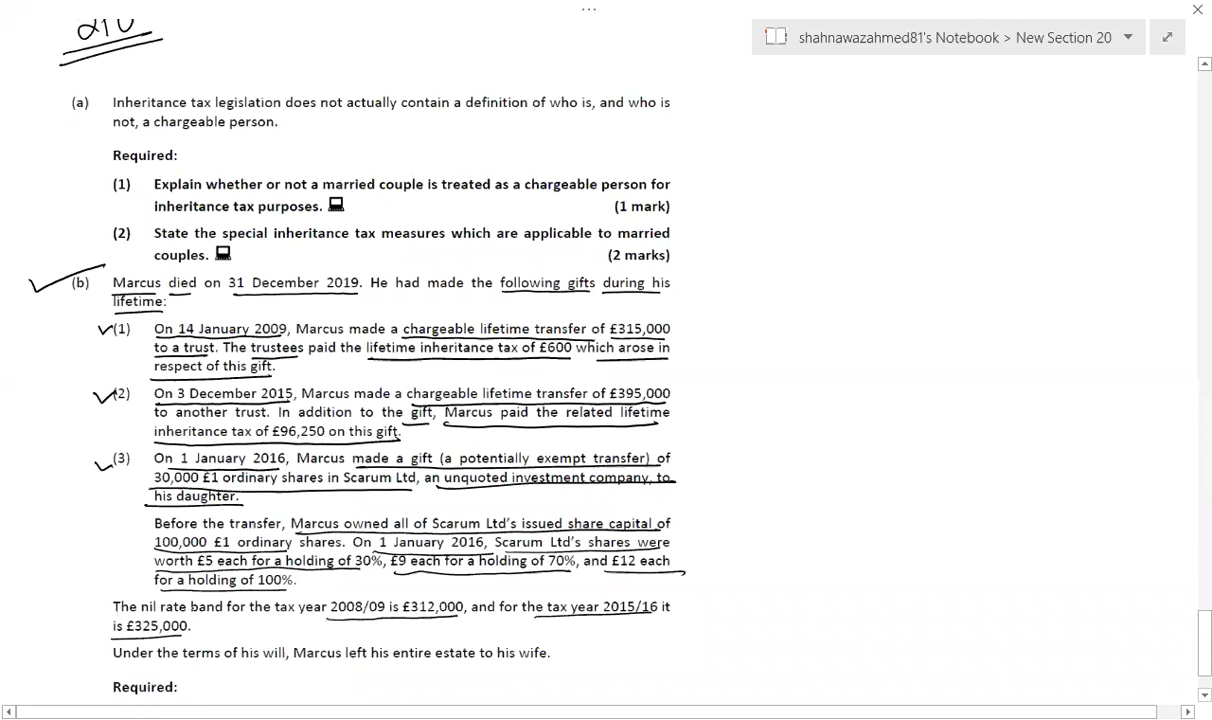 shahnawazahmed81's Notebook > New Section 20
(a) Inheritance tax legislation does not actually contain a definition of who is, and who is
not, a chargeable person.
Required:
(1) Explain whether or not a married couple is treated as a chargeable person for
inheritance tax purposes. (1 mark)
(2) State the special inheritance tax measures which are applicable to married
couples. (2 marks)
(b) Marcus died on 31 December 2019. He had made the following gifts during his
lifetime:
(1) On 14 January 2009, Marcus made a chargeable lifetime transfer of £315,000
to a trust. The trustees paid the lifetime inheritance tax of £600 which arose in
respect of this gift.
(2) On 3 December 2015, Marcus made a chargeable lifetime transfer of £395,000
to another trust. In addition to the gift, Marcus paid the related lifetime
inheritance tax of £96,250 on this gift.
(3) On 1 January 2016, Marcus made a gift (a potentially exempt transfer) of
30,000 £1 ordinary shares in Scarum Ltd, an unquoted investment company, to
his daughter.
Before the transfer, Marcus owned all of Scarum Ltd's issued share capital of
100,000 £1 ordinary shares. On 1 January 2016, Scarum Ltd's shares were
worth £5 each for a holding of 30%, £9 each for a holding of 70%, and £12 each
for a holding of 100%.
The nil rate band for the tax year 2008/09 is £312,000, and for the tax year 2015/16 it
is £325,000.
Under the terms of his will, Marcus left his entire estate to his wife.
Required: